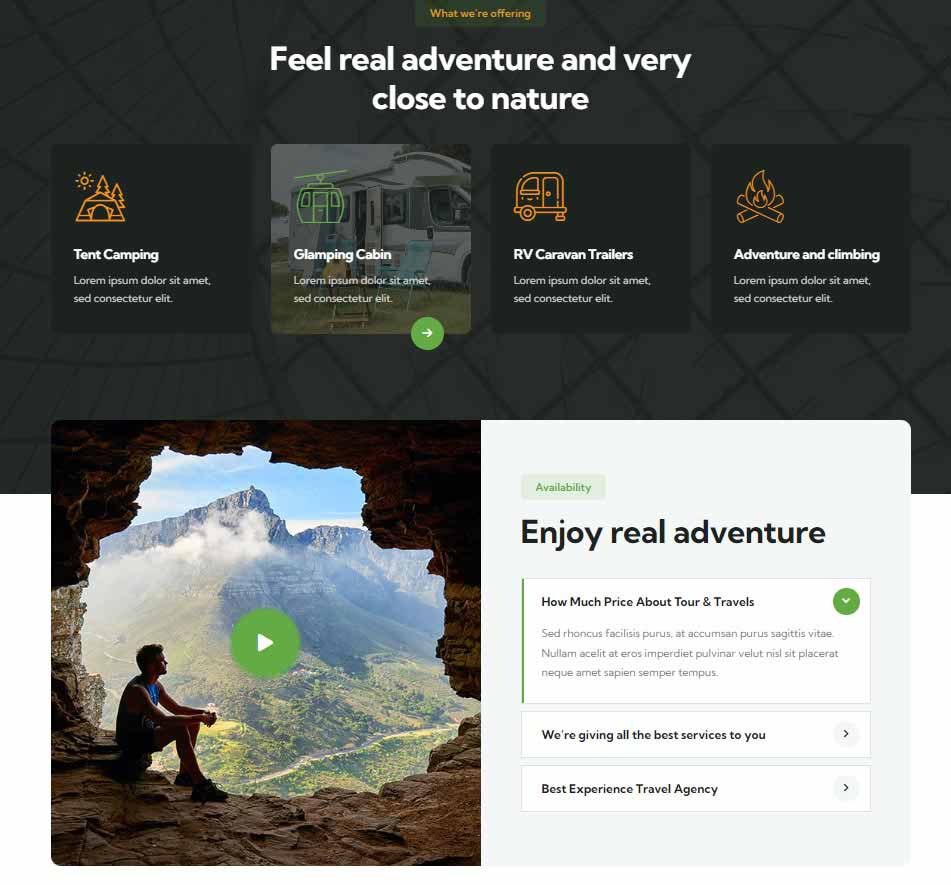 What we're offering
Feel real adventure and very
close to nature
Tent Camping
Lorem ipsum dolor sit amet,
sed consectetur elit.
Glamping Cabin
Lorem ipsum dolor sit amet,
sed consectetur elit.
RV Caravan Trailers
Lorem ipsum dolor sit amet,
sed consectetur elit.
Adventure and climbing
Lorem ipsum dolor sit amet,
sed consectetur elit.
Availability
Enjoy real adventure
How Much Price About Tour & Travels
Sed rhoncus facilisis purus, at accumsan purus sagittis vitae.
Nullam acelit at eros imperdiet pulvinar velut nisl sit placerat
neque amet sapien semper tempus.
We're giving all the best services to you
Best Experience Travel Agency